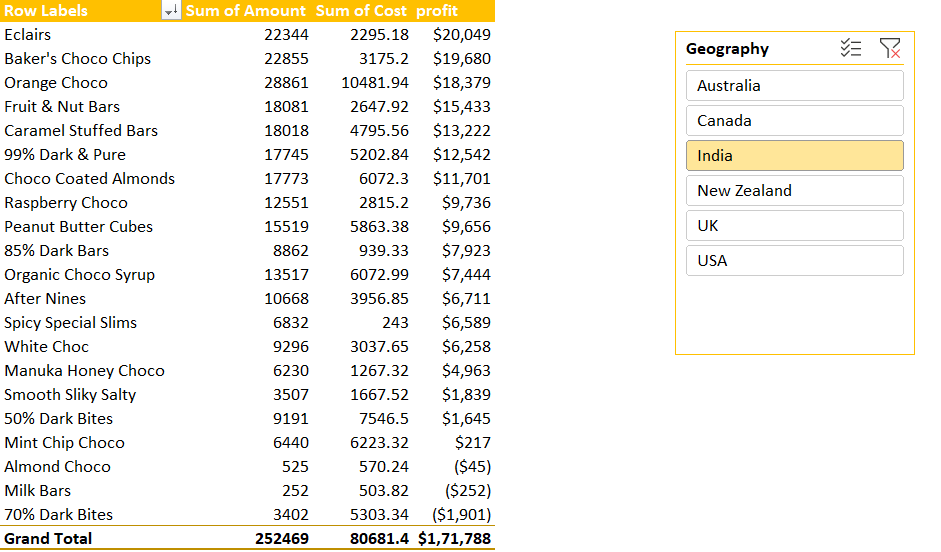 Row Labels Sum of Amount Sum of Cost profit
Eclairs 22344 2295.18 $20,049
Baker's Choco Chips 22855 3175.2 $19,680
Orange Choco 28861 10481.94 $18,379
Fruit & Nut Bars 18081 2647.92 $15,433
Caramel Stuffed Bars 18018 4795.56 $13,222
99% Dark & Pure 17745 5202.84 $12,542
Choco Coated Almonds 17773 6072.3 $11,701
Raspberry Choco 12551 2815.2 $9,736
Peanut Butter Cubes 15519 5863.38 $9,656
85% Dark Bars 8862 939.33 $7,923
Organic Choco Syrup 13517 6072.99 $7,444
After Nines 10668 3956.85 $6,711
Spicy Special Slims 6832 243 $6,589
White Choc 9296 3037.65 $6,258
Manuka Honey Choco 6230 1267.32 $4,963
Smooth Sliky Salty 3507 1667.52 $1,839
50% Dark Bites 9191 7546.5 $1,645
Mint Chip Choco 6440 6223.32 $217
Almond Choco 525 570.24 ($45)
Milk Bars 252 503.82 ($252)
70% Dark Bites 3402 5303.34 ($1,901)
Grand Total 252469 80681.4 $1,71,788
Geography
Australia
Canada
India
New Zealand
UK
USA